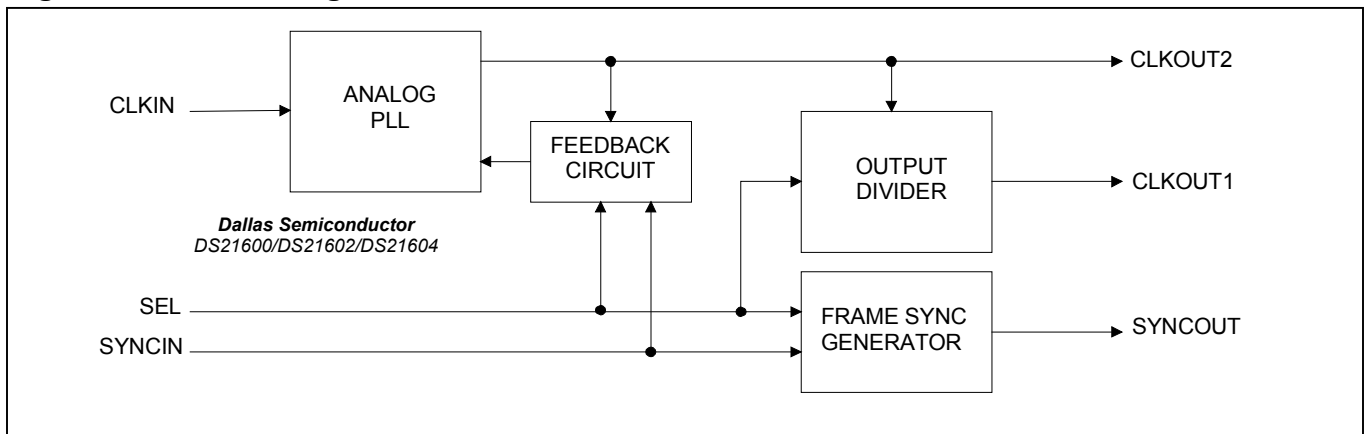 CLKIN
ANALOG
PLL
FEEDBACK
CIRCUIT
OUTPUT
DIVIDER
CLKOUT2
CLKOUT1
Dallas Semiconductor
DS21600/DS21602/DS21604
SEL
SYNCIN
FRAME SYNC
GENERATOR
SYNCOUT